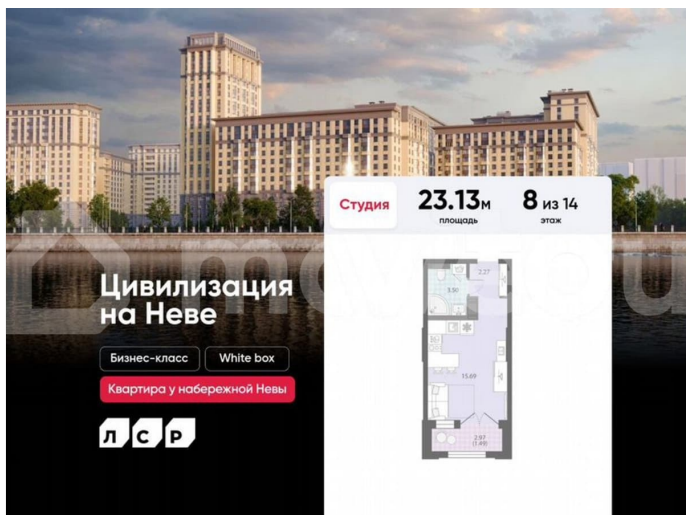 Студия
23.13м
площадь
8 из 14
этаж
Цивилизация
на Неве
Бизнес-класс
White box
Квартира у набережной Невы
ЛСР
3.50
2.27
15.69
2.97
(1.49)